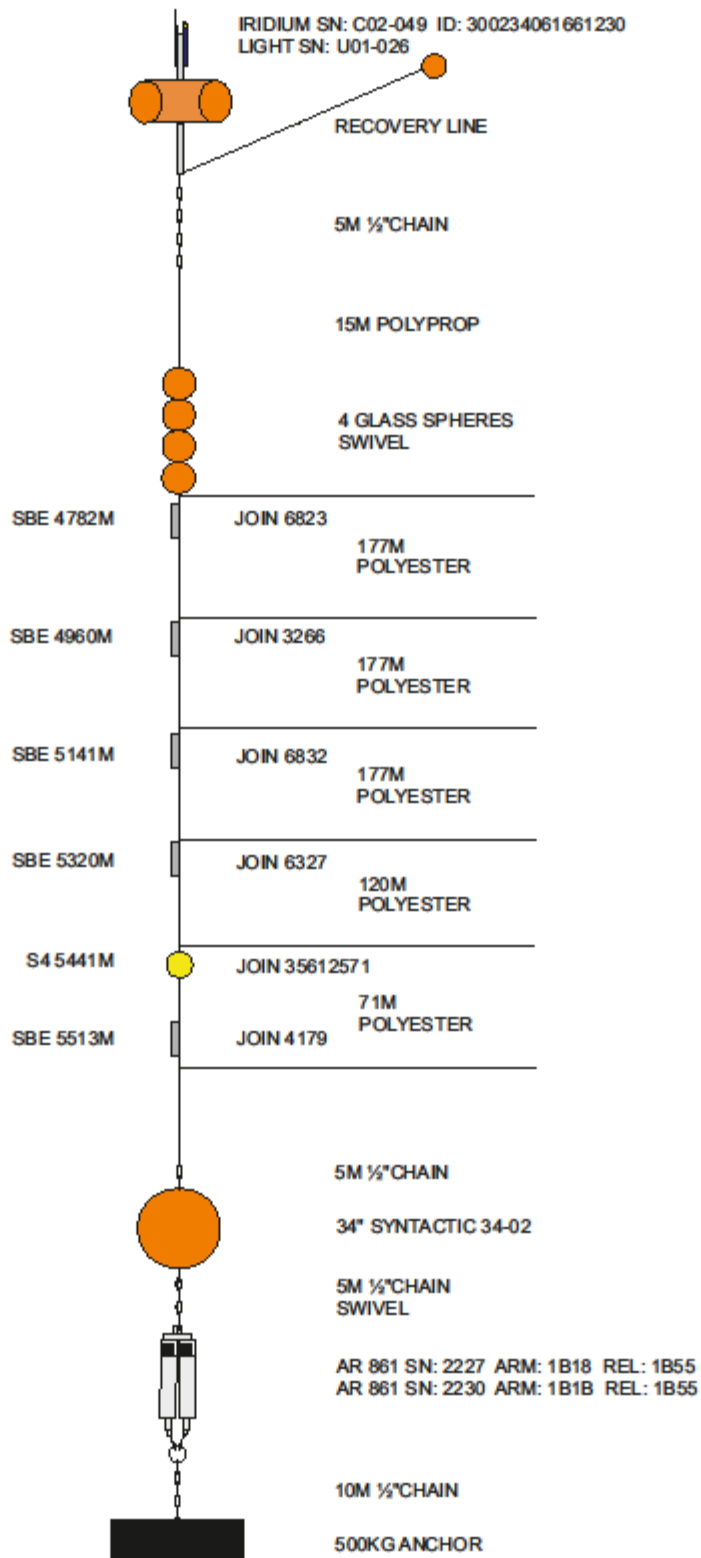 IRIDIUM SN: C02-049 ID: 300234061661230
LIGHT SN: U01-026
RECOVERY LINE
5M ½"CHAIN
15M POLYPROP
4 GLASS SPHERES
SWIVEL
SBE 4782M JOIN 6823
177M
POLYESTER
SBE 4960M JOIN 3266
177M
POLYESTER
SBE 5141M JOIN 6832
177M
POLYESTER
SBE 5320M JOIN 6327
120M
POLYESTER
S4 5441M JOIN 35612571
71M
POLYESTER
SBE 5513M JOIN 4179
5M ½"CHAIN
34" SYNTACTIC 34-02
5M ½"CHAIN
SWIVEL
AR 861 SN: 2227 ARM: 1B18 REL: 1B55
AR 861 SN: 2230 ARM: 1B1B REL: 1B55
10M ½"CHAIN
500KG ANCHOR